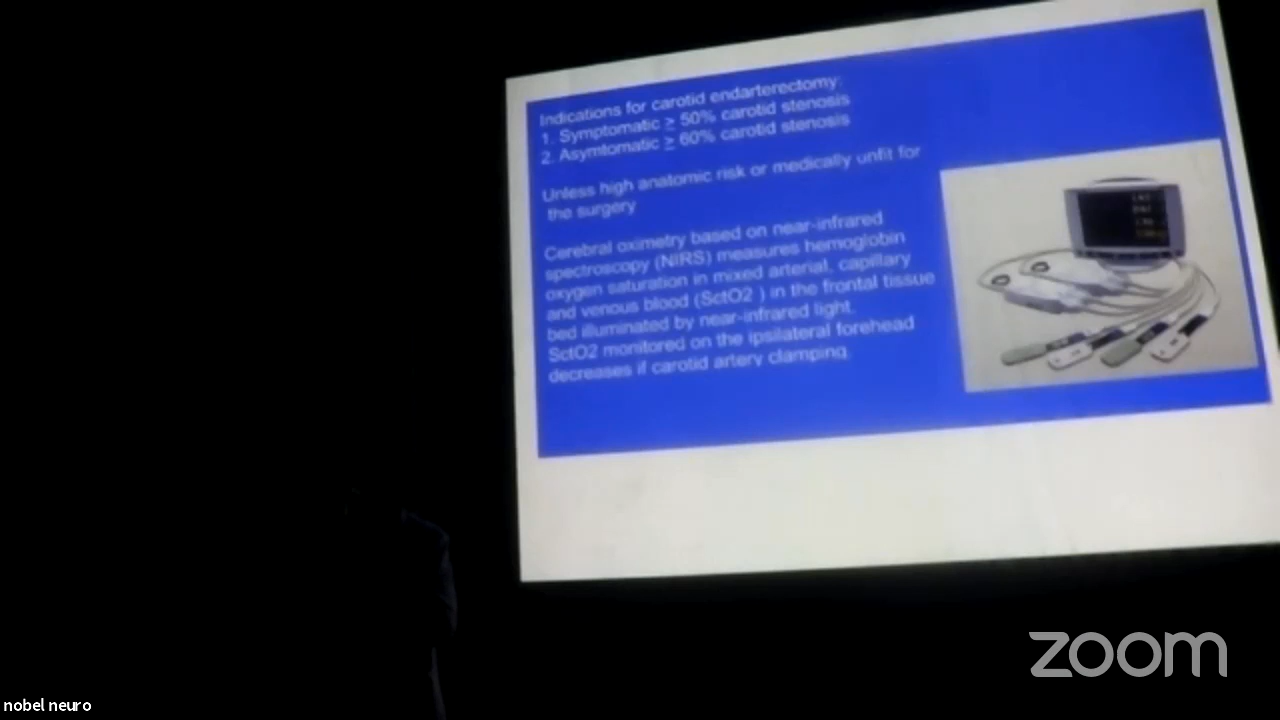 Indications for carotid endarterectomy:
1. Symptomatic ≥ 50% carotid stenosis
2. Asymtomatic ≥ 60% carotid stenosis
Unless high anatomic risk or medically unfit for
the surgery
Cerebral oximetry based on near-infrared
spectroscopy (NIRS) measures hemoglobin
oxygen saturation in mixed arterial, capillary
and venous blood (SctO2 ) in the frontal tissue
bed illuminated by near-infrared light.
SctO2 monitored on the ipsilateral forehead
decreases if carotid artery clamping.
zoom
nobel neuro